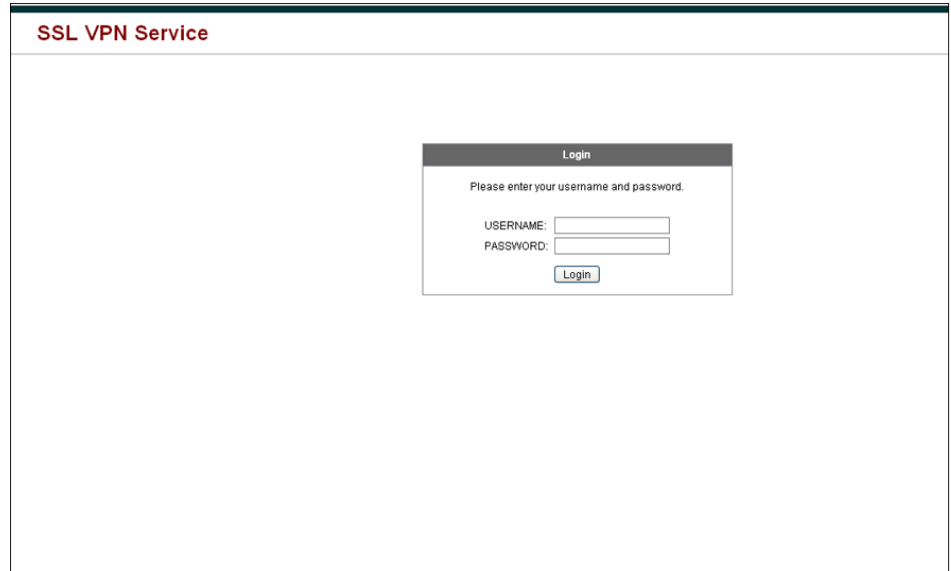 SSL VPN Service
Login
Please enter your username and password.
USERNAME:
PASSWORD:
Login